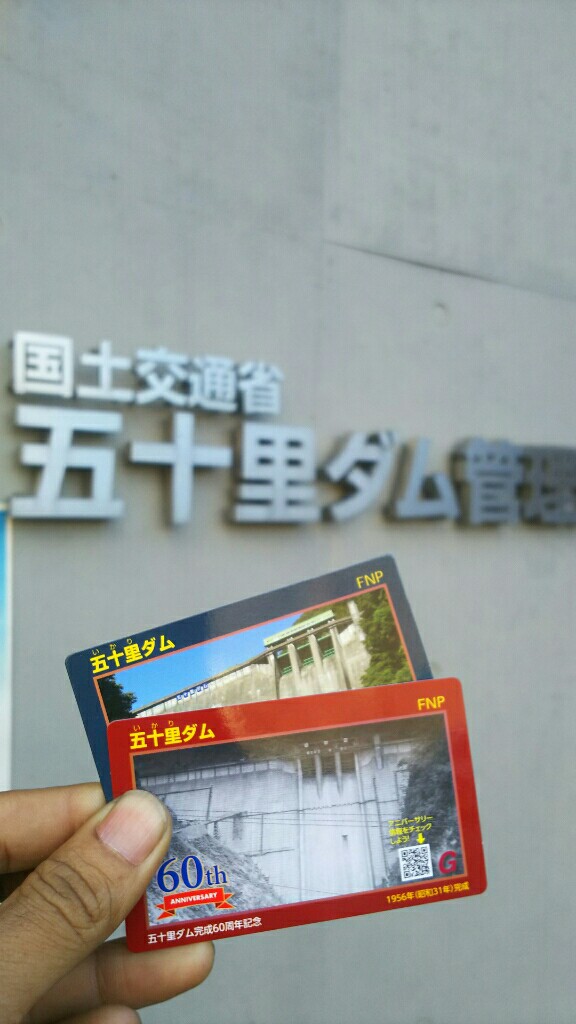 国土交通省
五十里ダム管理
FNP
いかり
五十里ダム
FNP
いかり
五十里ダム
アニバーサリー
情報をチェック
しよう!
60th
ANNIVERSARY
G
1956年(昭和31年)完成
五十里ダム完成60周年記念